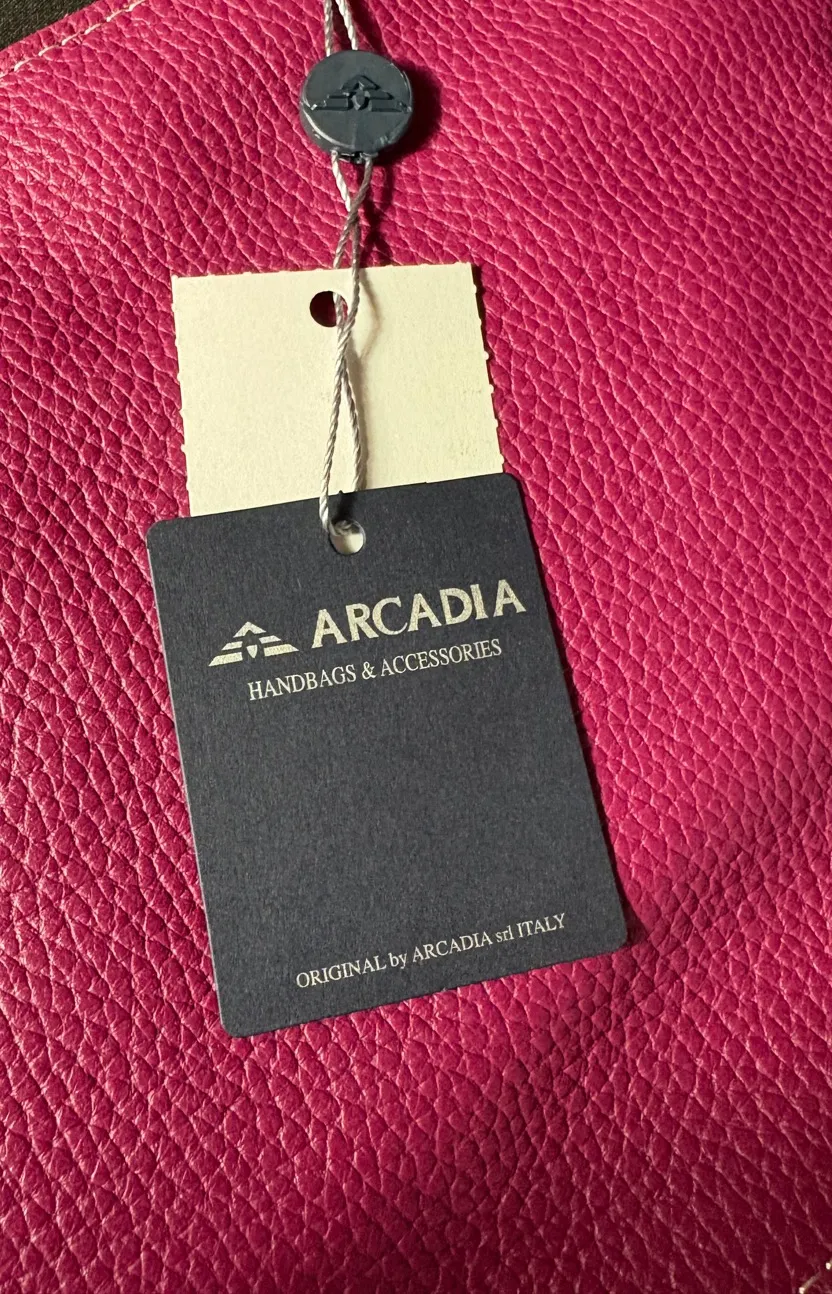 ARCADIA
HANDBAGS & ACCESSORIES
ORIGINAL by ARCADIA srl ITALY